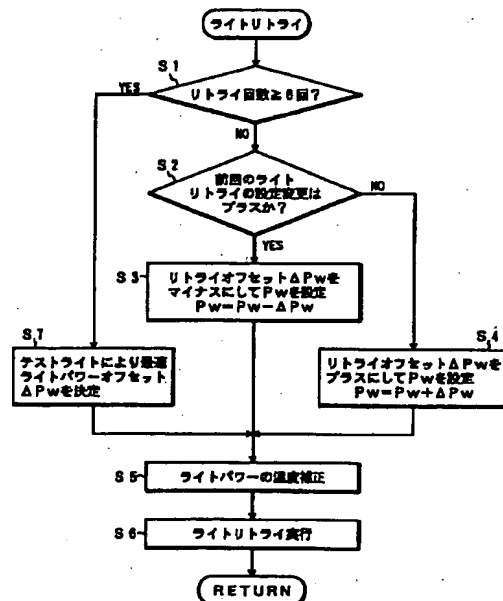 ライトリトライ
S1
リトライ回数≧6回?
YES
NO
S2
前回のライト
リトライの設定変更は
プラスか?
NO
YES
S3
リトライオフセットΔPwを
マイナスにしてPwを設定
Pw=Pw−ΔPw
S7
テストライトにより最適
ライトパワーオフセット
ΔPwを決定
S4
リトライオフセットΔPwを
プラスにしてPwを設定
Pw=Pw+ΔPw
S5
ライトパワーの温度補正
S6
ライトリトライ実行
RETURN